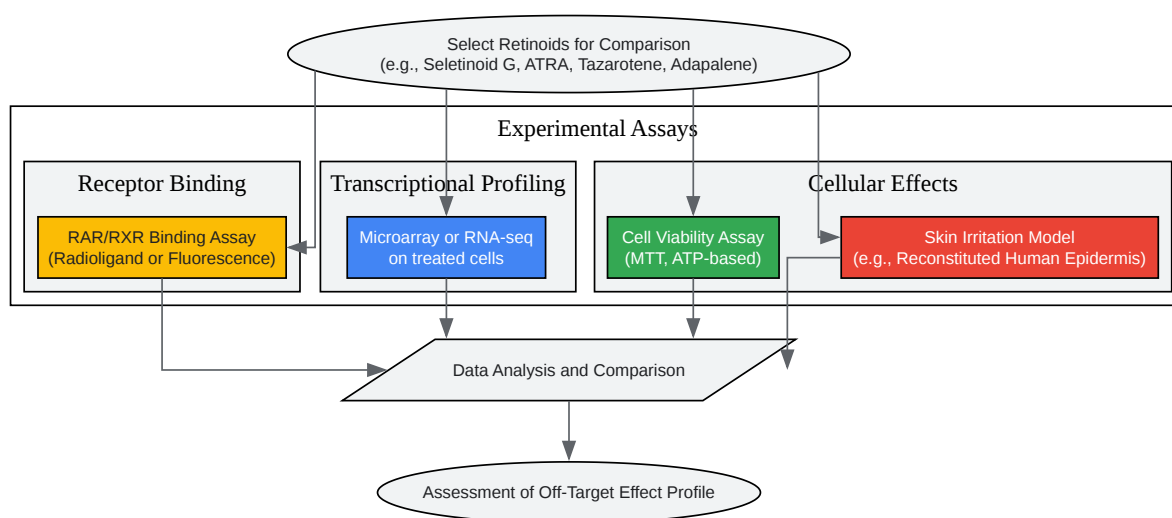 Select Retinoids for Comparison
(e.g., Seletinoid G, ATRA, Tazarotene, Adapalene)
Experimental Assays
Receptor Binding
Transcriptional Profiling
Cellular Effects
RAR/RXR Binding Assay
(Radioligand or Fluorescence)
Microarray or RNA-seq
on treated cells
Cell Viability Assay
(MTT, ATP-based)
Skin Irritation Model
(e.g., Reconstituted Human Epidermis)
Data Analysis and Comparison
Assessment of Off-Target Effect Profile